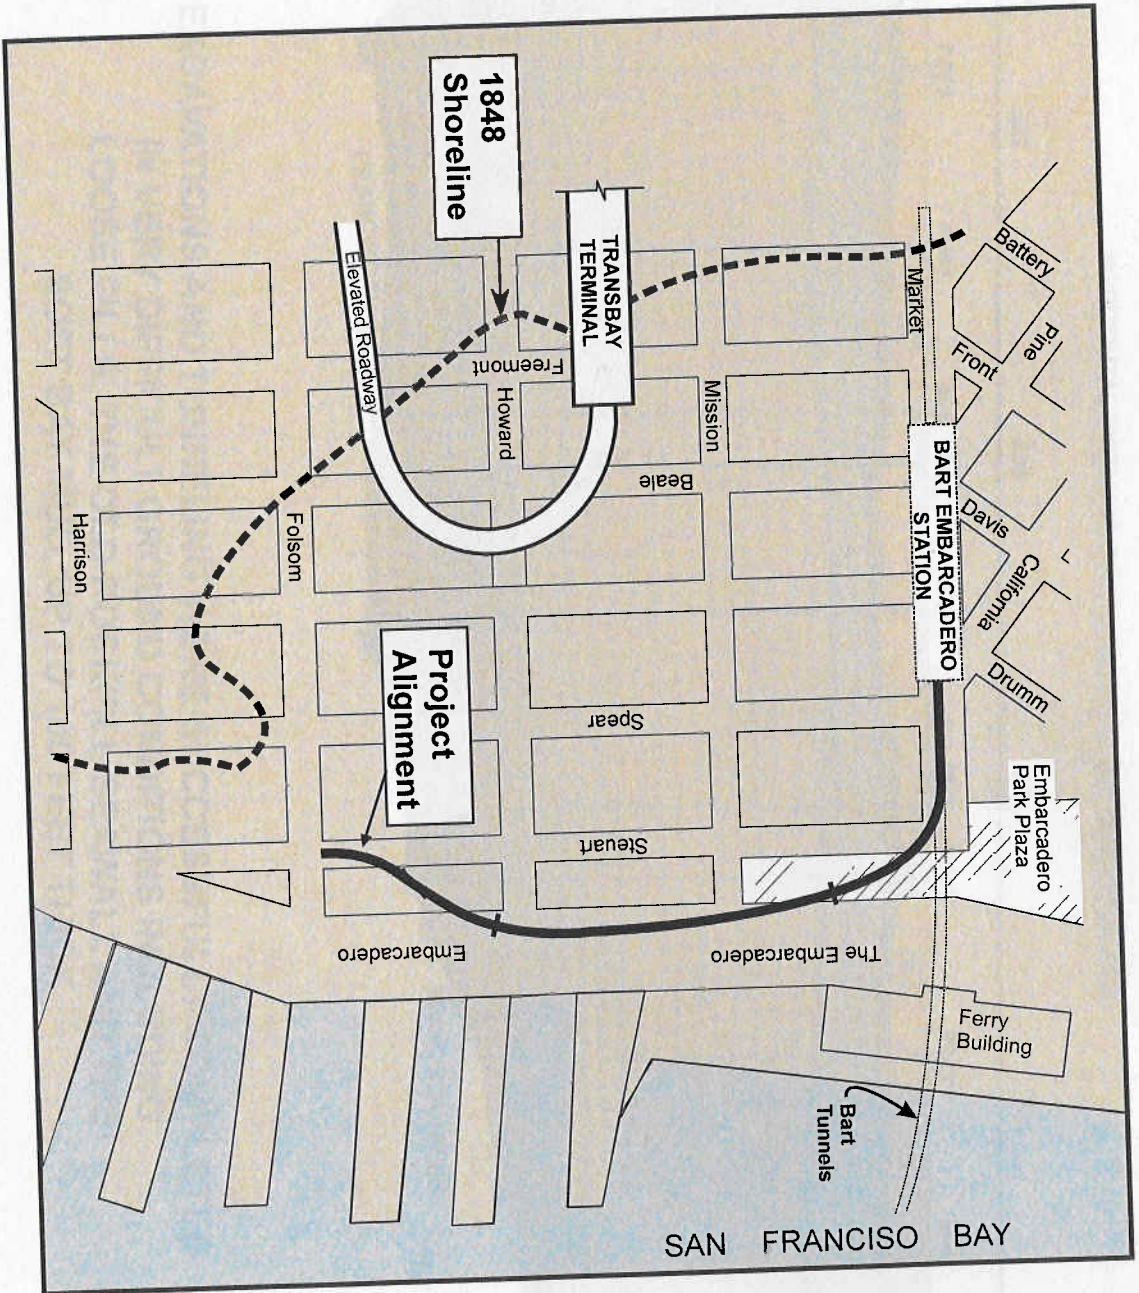 1848
Shoreline
TRANSBAY
TERMINAL
Elevated Roadway
Battery
Pine
Market
Front
Freemont
Howard
Mission
Beale
BART EMBARCADERO
STATION
Davis
California
Drumm
Harrison
Folsom
Project
Alignment
Spear
Steuart
Embarcadero
Park Plaza
Embarcadero
The Embarcadero
Ferry
Building
Bart
Tunnels
SAN FRANCISO BAY